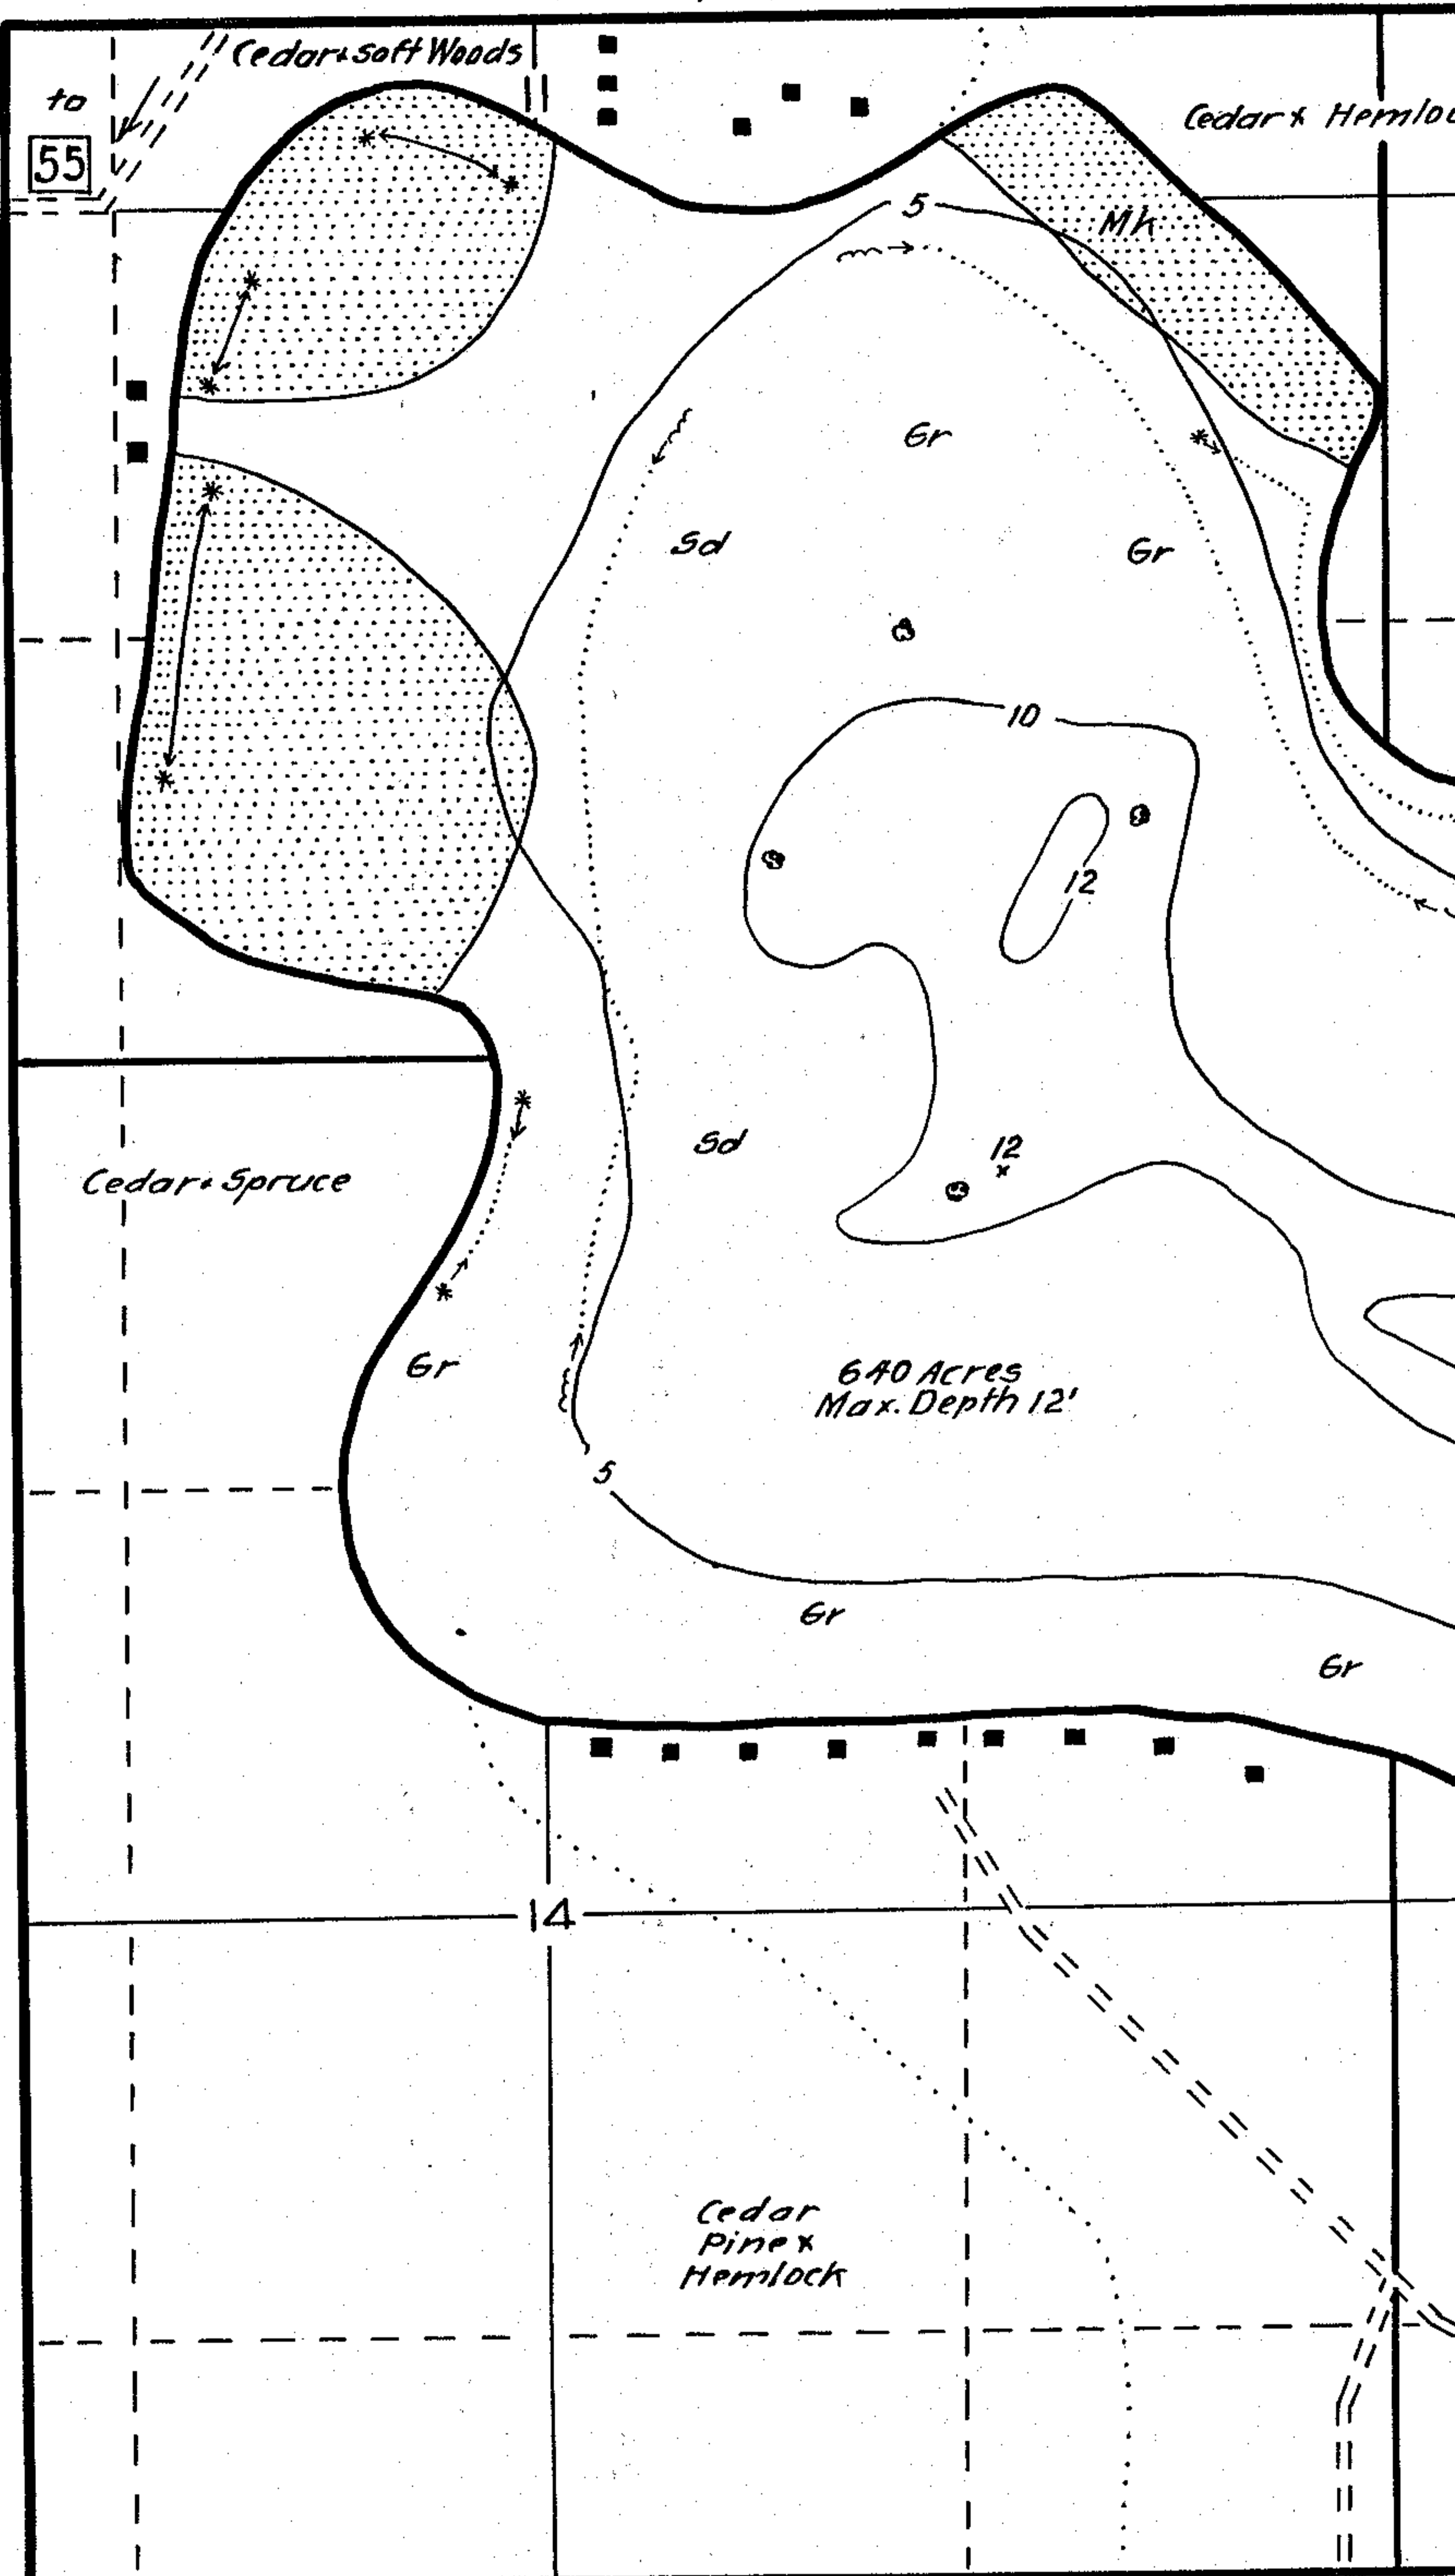 Cedar & Soft Woods
to
55
Cedar & Hemloc
5
Mk
Gr
Sd
Gr
10
12
Sd
12
Cedar & Spruce
Gr
640 Acres
Max. Depth 12'
5
Gr
Gr
14
Cedar
Pine &
Hemlock